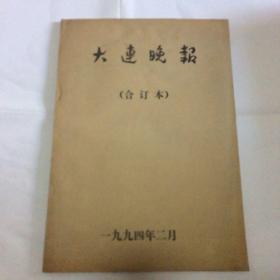 大連晚報
（合订本）
一九九四年二月